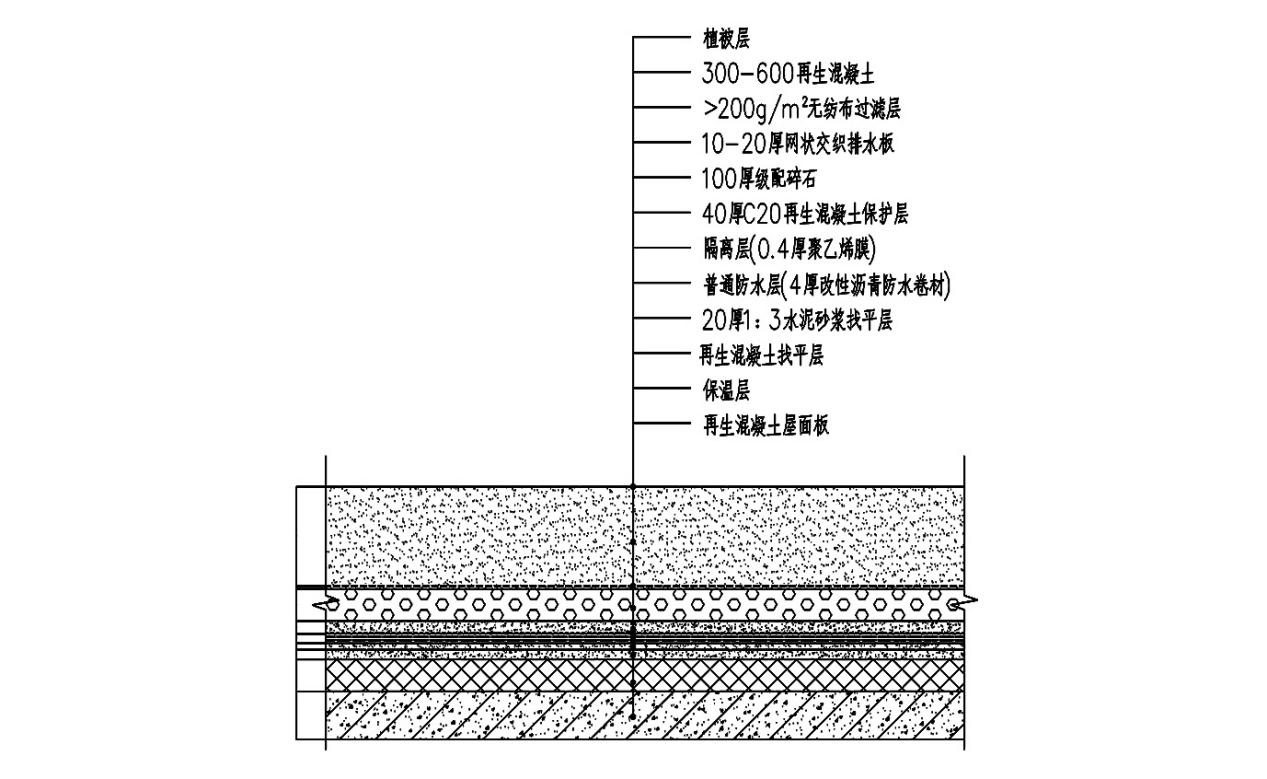 植被层
300-600再生混凝土
>200g/m²无纺布过滤层
10-20厚网状交织排水板
100厚级配碎石
40厚C20再生混凝土保护层
隔离层(0.4厚聚乙烯膜)
普通防水层(4厚改性沥青防水卷材)
20厚1:3水泥砂浆找平层
再生混凝土找平层
保温层
再生混凝土屋面板